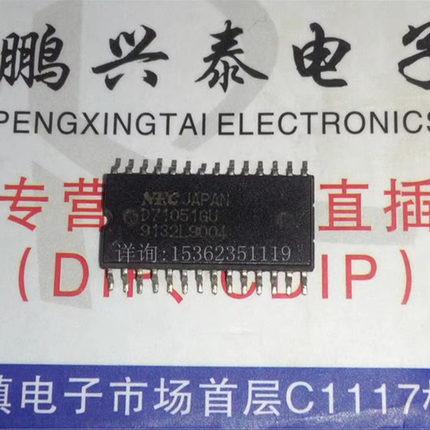 鹏兴泰电子
PENGXINGTAI ELECTRONICS
专营 直插
NEC JAPAN
D71051GU
9132L9004
详询:15362351119
(DIP、CDIP)
镇电子市场首层C1117